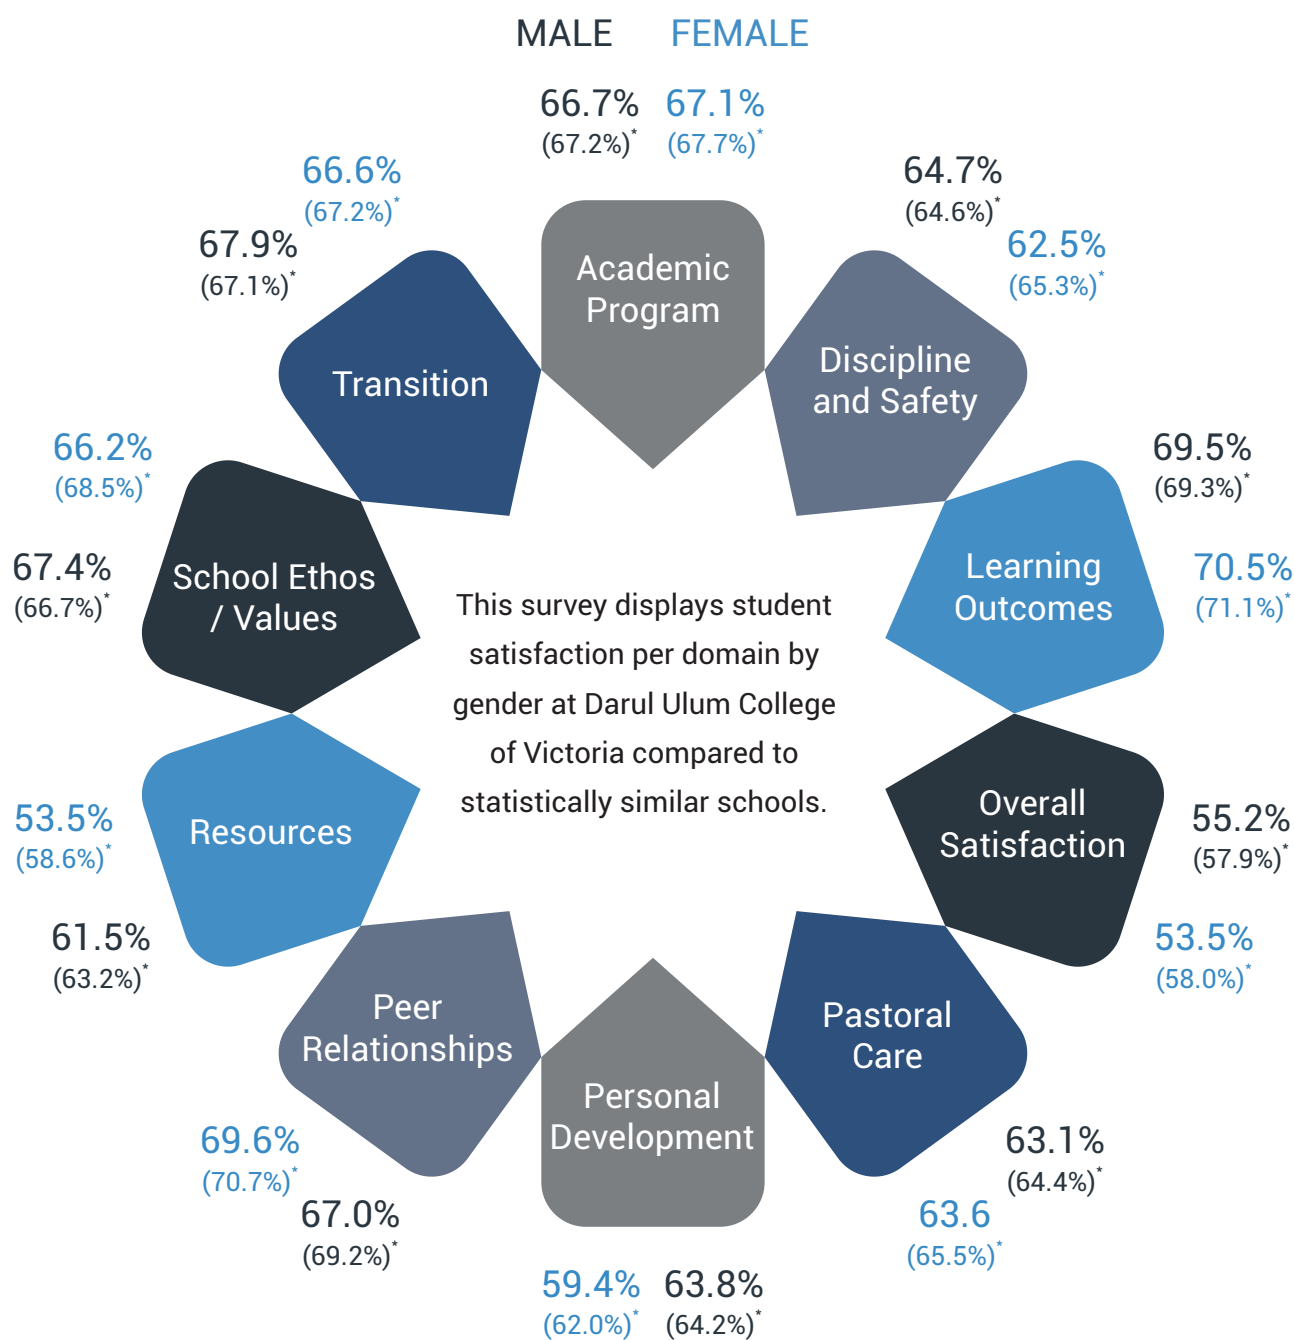 MALE FEMALE
66.7% 67.1%
(67.2%)* (67.7%)*
Academic
Program
64.7%
(64.6%)*
62.5%
(65.3%)*
Discipline
and Safety
69.5%
(69.3%)*
70.5%
(71.1%)*
Learning
Outcomes
55.2%
(57.9%)*
53.5%
(58.0%)*
Overall
Satisfaction
63.1%
(64.4%)*
63.6
(65.5%)*
Pastoral
Care
59.4% 63.8%
(62.0%)* (64.2%)*
Personal
Development
69.6%
(70.7%)*
67.0%
(69.2%)*
Peer
Relationships
53.5%
(58.6%)*
61.5%
(63.2%)*
Resources
66.2%
(68.5%)*
67.4%
(66.7%)*
School Ethos
/ Values
66.6%
(67.2%)*
67.9%
(67.1%)*
Transition
This survey displays student
satisfaction per domain by
gender at Darul Ulum College
of Victoria compared to
statistically similar schools.